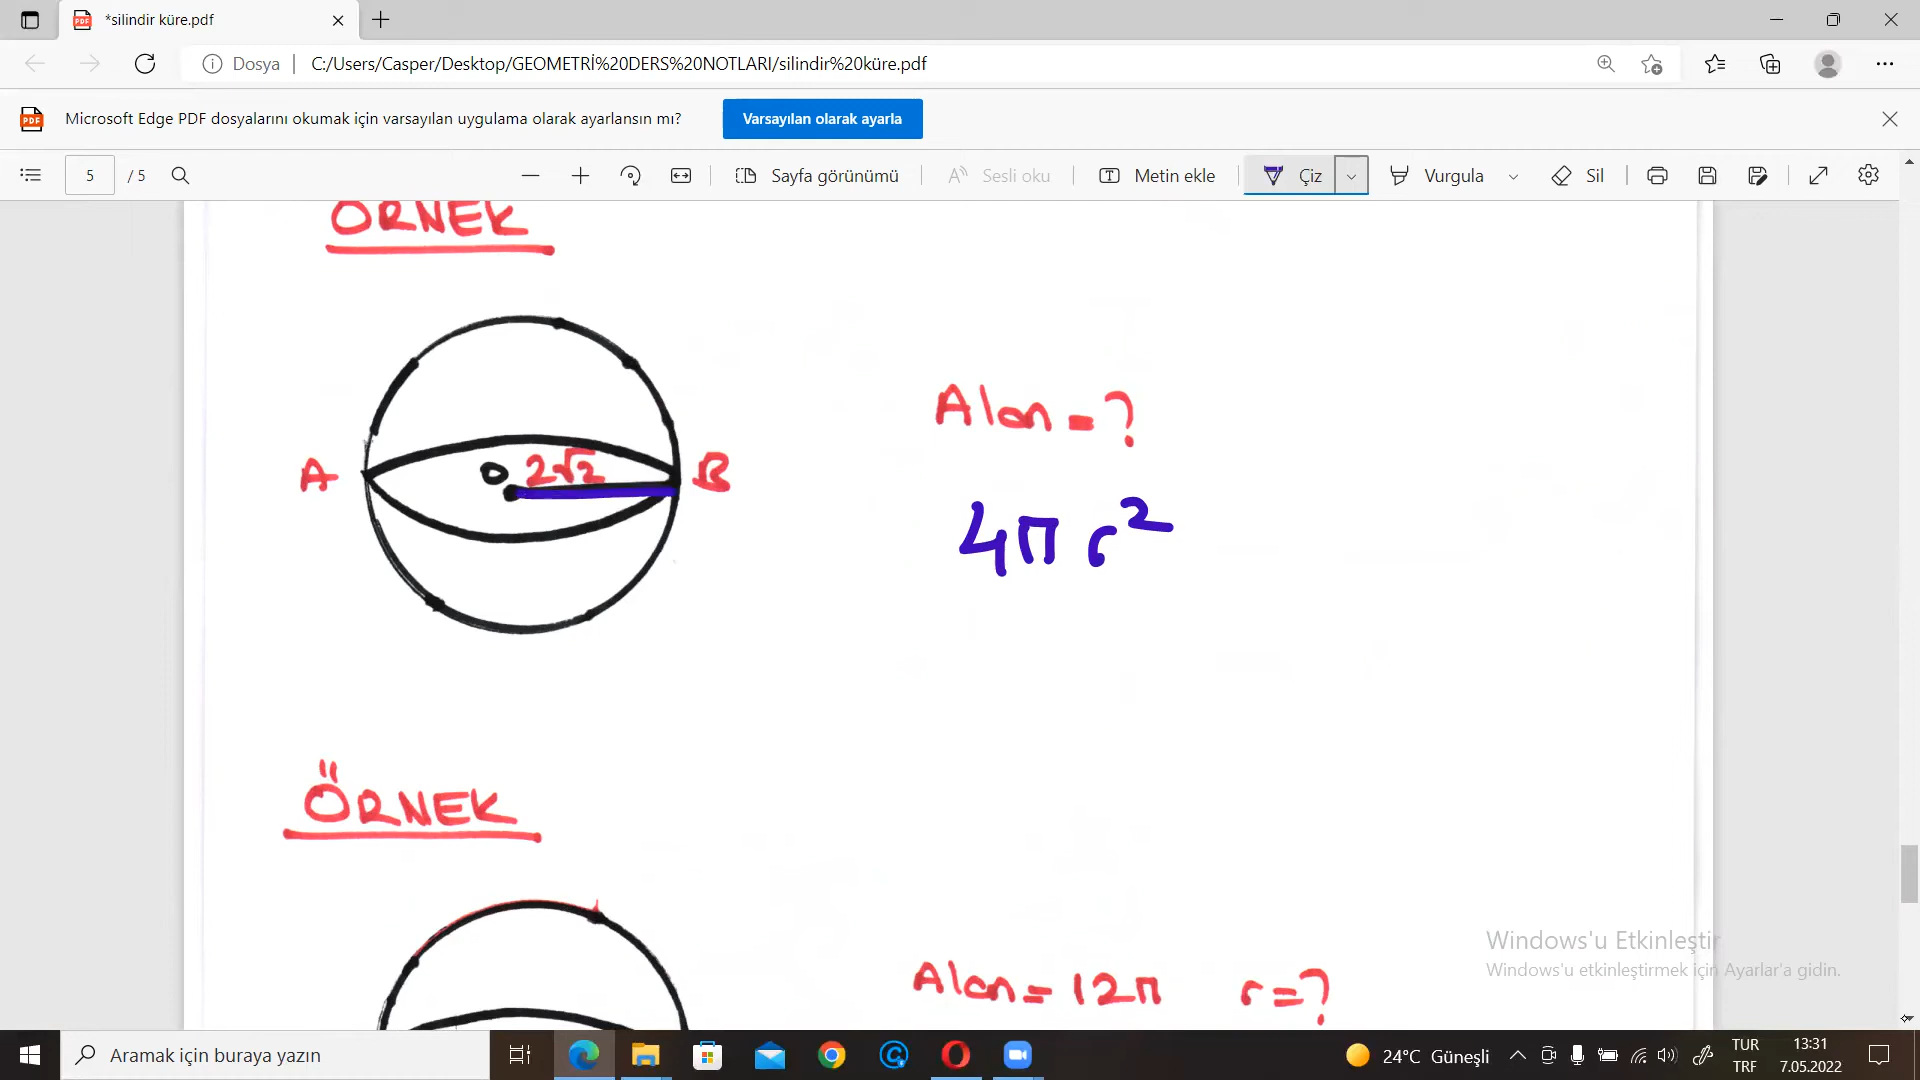 *silindir küre.pdf
Dosya
C:/Users/Casper/Desktop/GEOMETRİ%20DERS%20NOTLARI/silindir%20küre.pdf
Microsoft Edge PDF dosyalarını okumak için varsayılan uygulama olarak ayarlansın mı?
Varsayılan olarak ayarla
5 / 5
Sayfa görünümü
Sesli oku
Metin ekle
Çiz
Vurgula
Sil
ÖRNEK
Alan = ?
A
O
2√2
B
4π r²
ÖRNEK
Alan = 12π r = ?
Windows'u Etkinleştir
Windows'u etkinleştirmek için Ayarlar'a gidin.
Aramak için buraya yazın
24°C Güneşli
TUR
TRF
13:31
7.05.2022